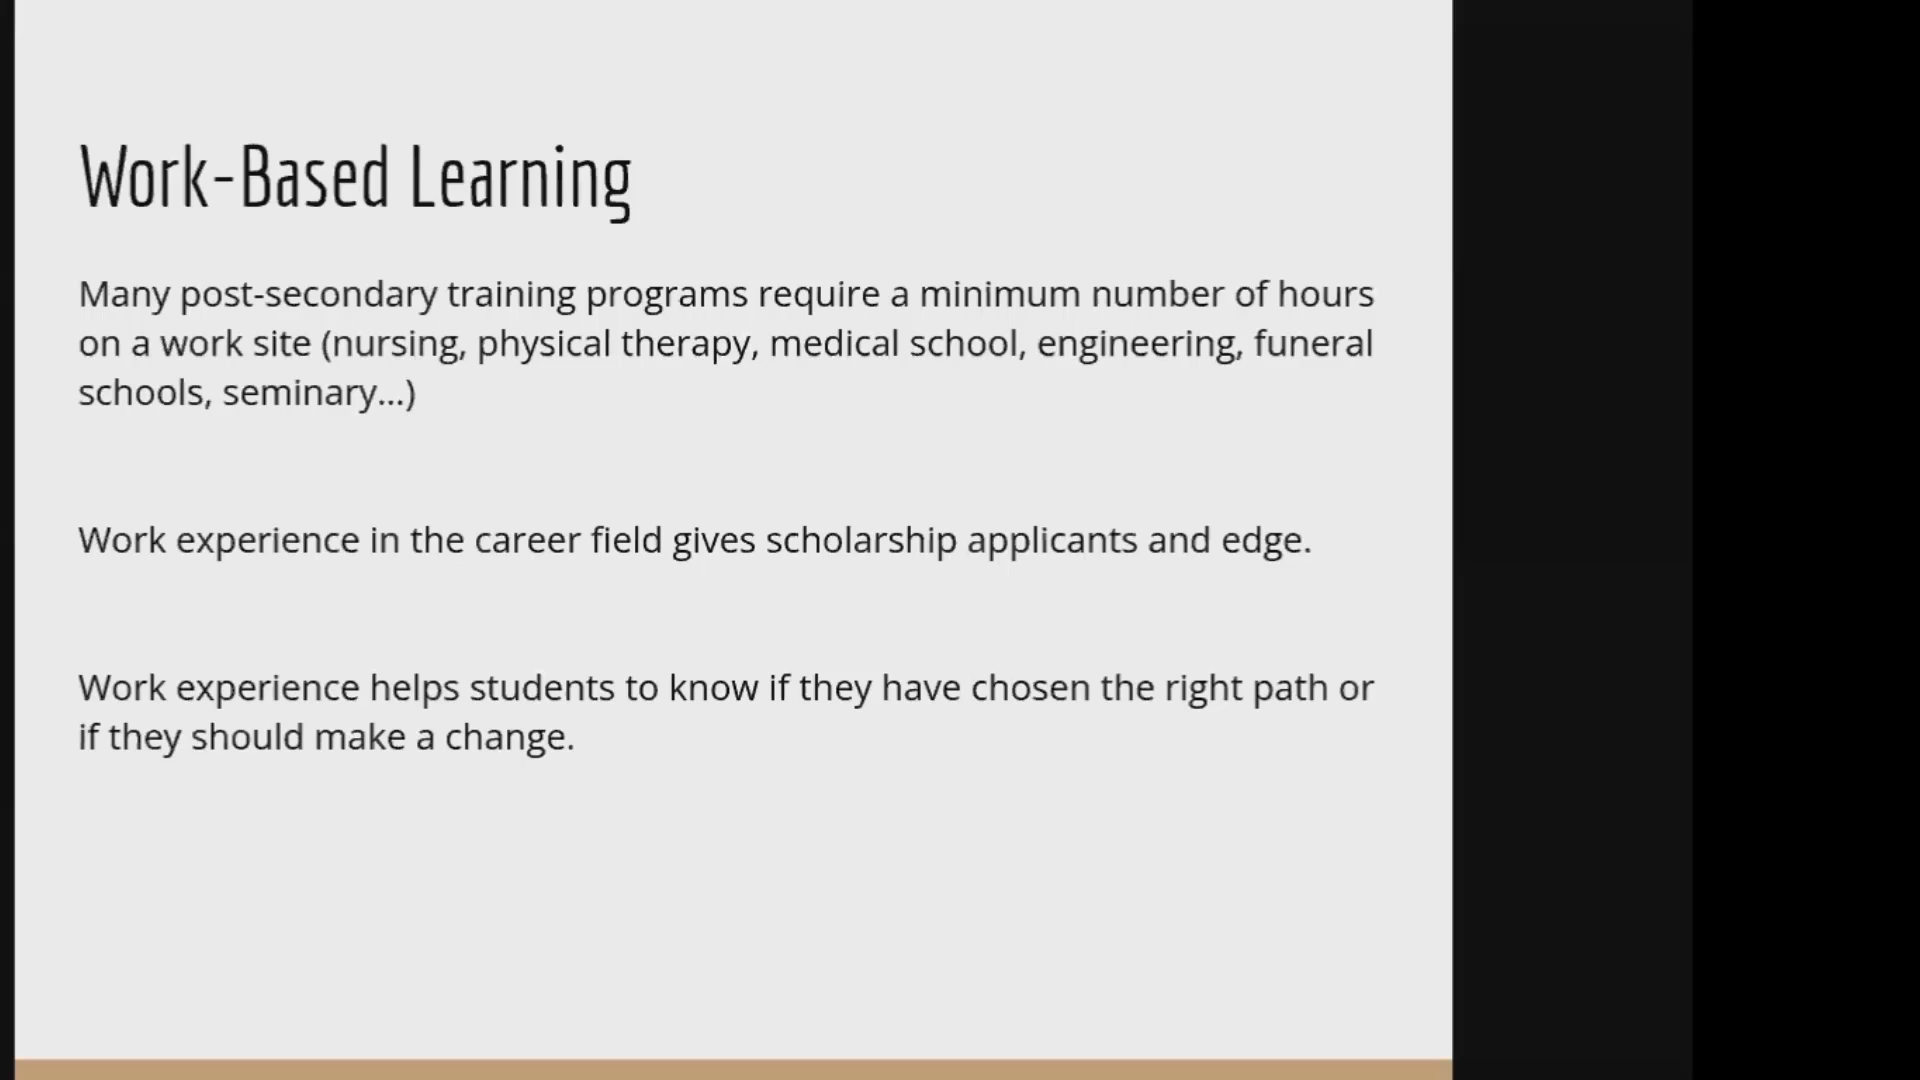 Work-Based Learning
Many post-secondary training programs require a minimum number of hours
on a work site (nursing, physical therapy, medical school, engineering, funeral
schools, seminary...)
Work experience in the career field gives scholarship applicants and edge.
Work experience helps students to know if they have chosen the right path or
if they should make a change.